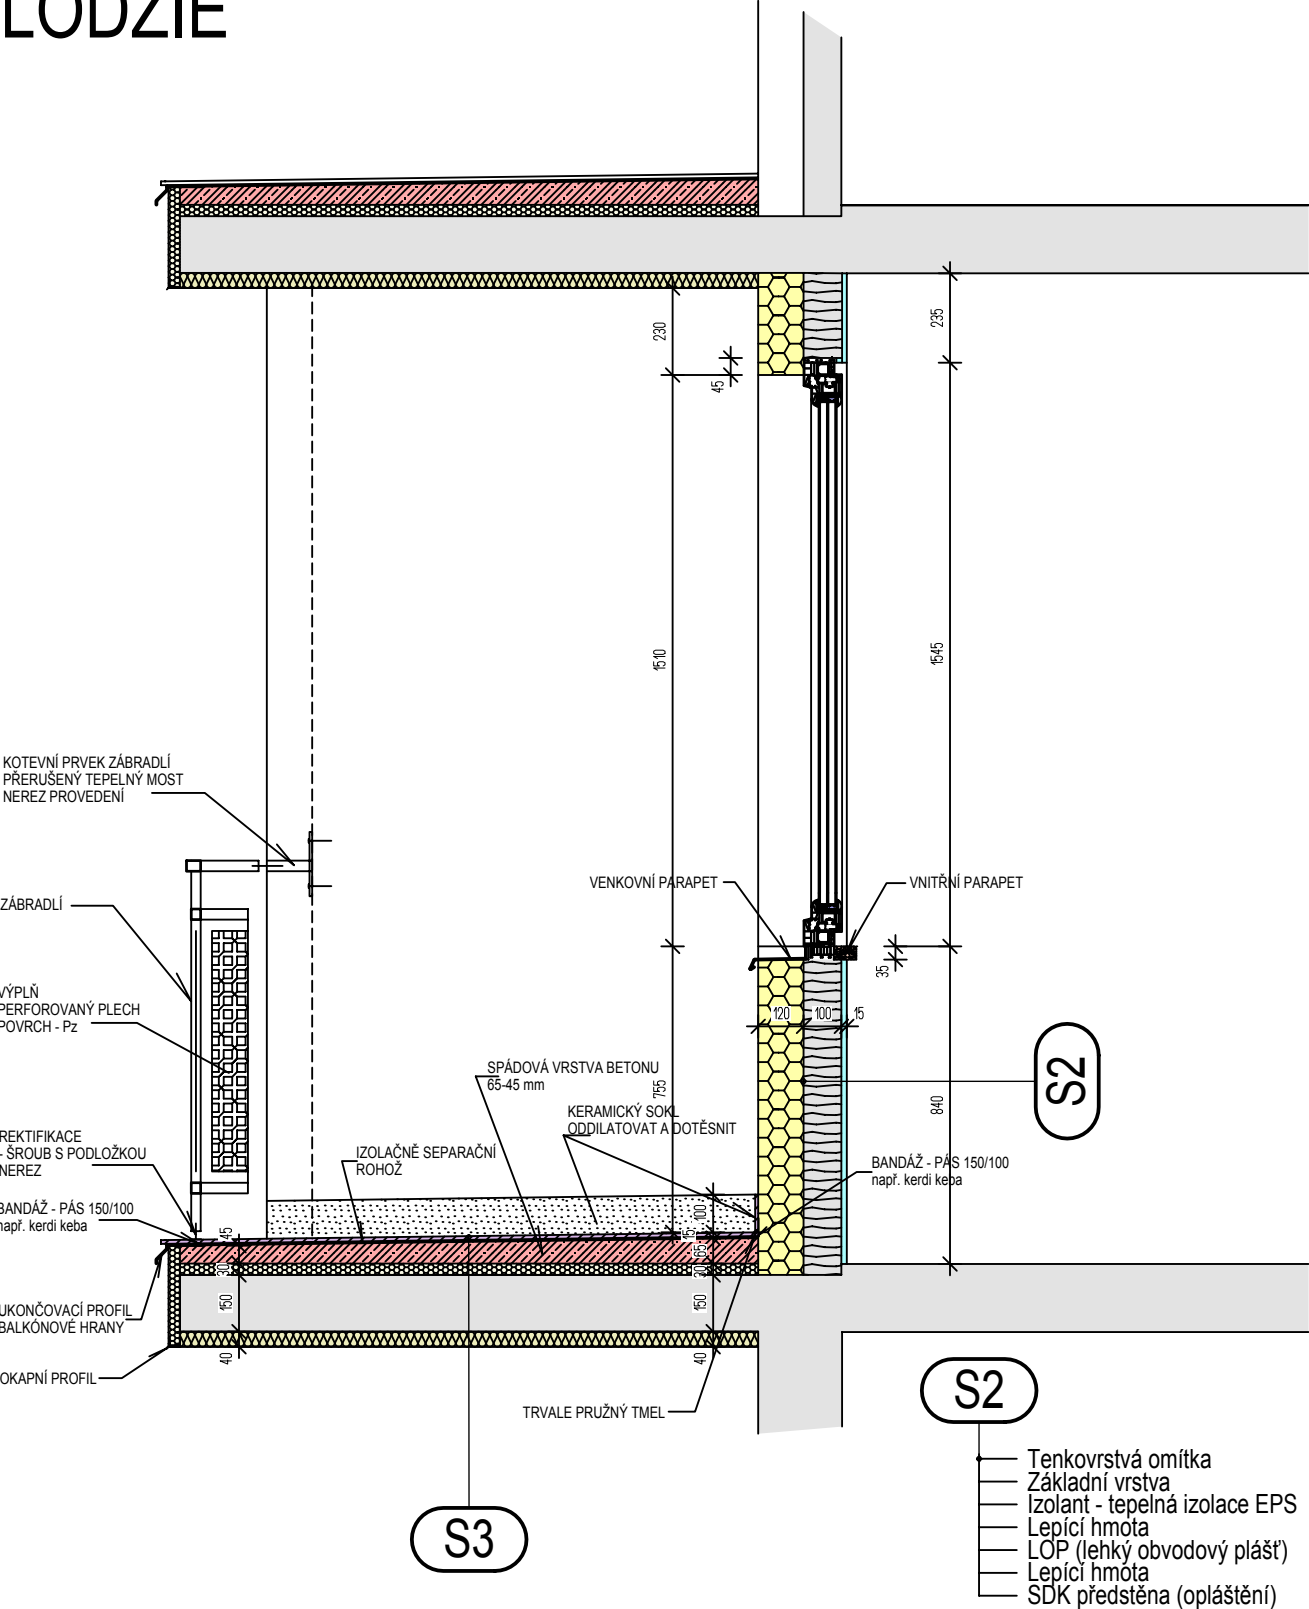 LODZIE
230
235
45
1510
1545
KOTEVNÍ PRVEK ZÁBRADLÍ
PŘERUŠENÝ TEPELNÝ MOST
NEREZ PROVEDENÍ
VENKOVNÍ PARAPET
VNITŘNÍ PARAPET
ZÁBRADLÍ
35
VÝPLŇ
PERFOROVANÝ PLECH
POVRCH - Pz
120
100
15
SPÁDOVÁ VRSTVA BETONU
65-45 mm
755
S2
840
KERAMICKÝ SOKL
ODDILATOVAT A DOTĚSNIT
REKTIFIKACE
- ŠROUB S PODLOŽKOU
NEREZ
IZOLAČNĚ SEPARAČNÍ
ROHOŽ
BANDÁŽ - PÁS 150/100
např. kerdi keba
BANDÁŽ - PÁS 150/100
např. kerdi keba
100
45
15
65
30
30
150
150
40
40
UKONČOVACÍ PROFIL
BALKÓNOVÉ HRANY
OKAPNÍ PROFIL
TRVALE PRUŽNÝ TMEL
S3
S2
Tenkovrstvá omítka
Základní vrstva
Izolant - tepelná izolace EPS
Lepící hmota
LOP (lehký obvodový plášť)
Lepící hmota
SDK předstěna (opláštění)